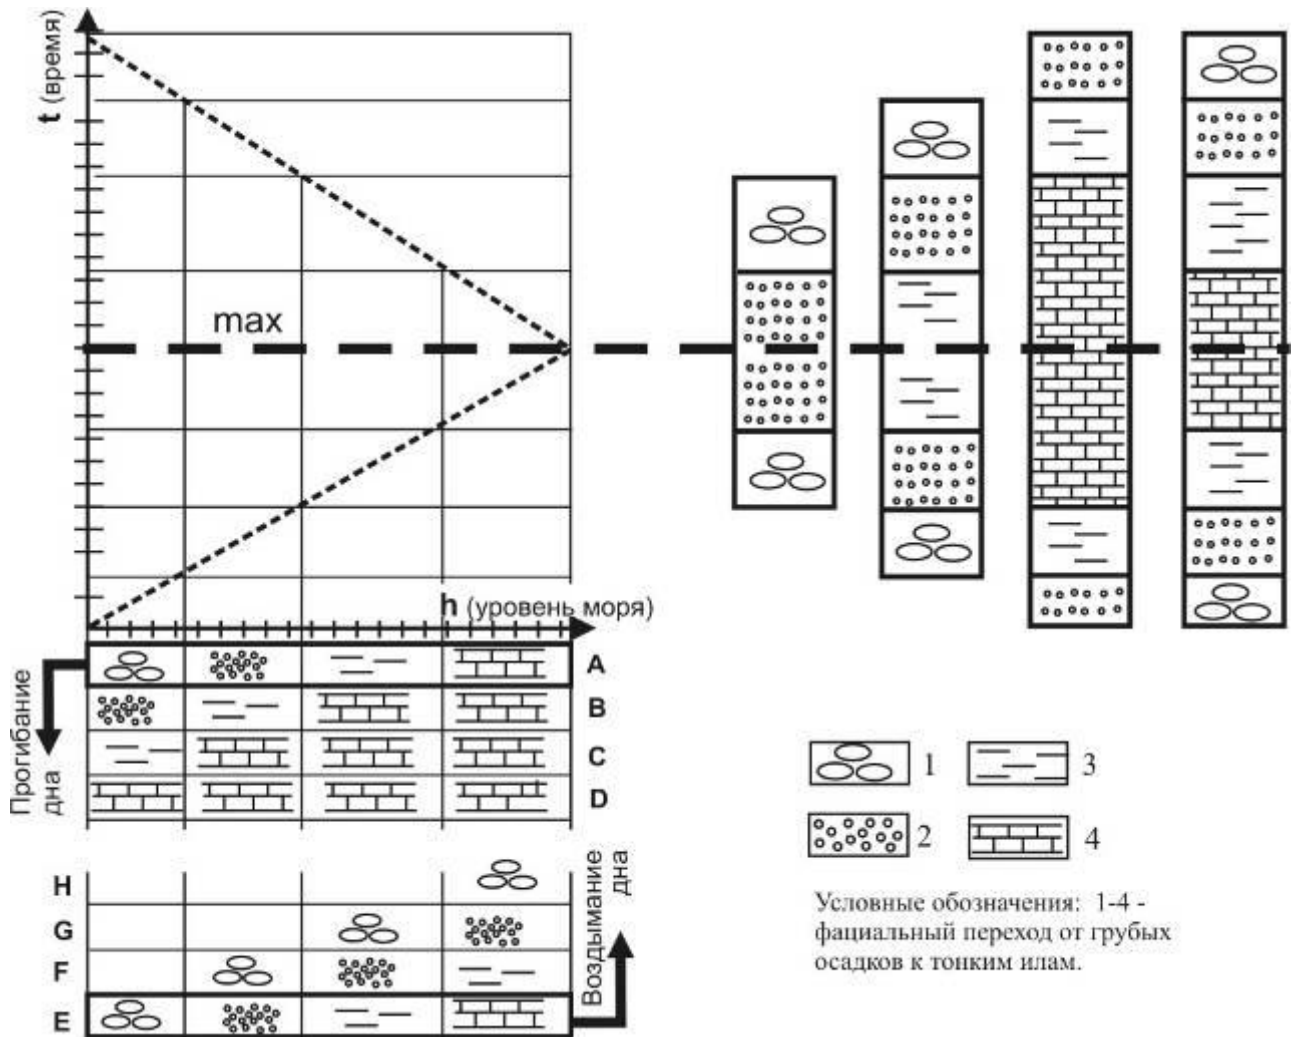 t (время)
max
h (уровень моря)
Прогибание
дна
A
B
C
D
H
G
F
E
Воздымание
дна
1
3
2
4
Условные обозначения: 1-4 -
фациальный переход от грубых
осадков к тонким илам.